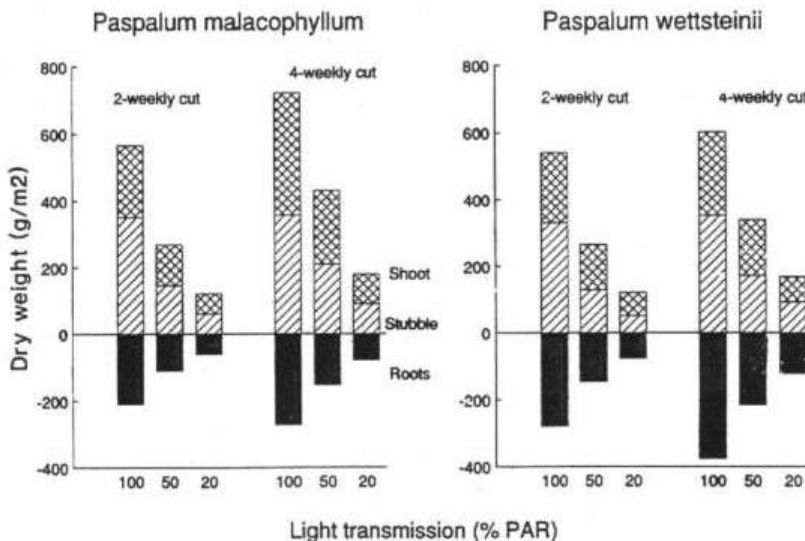 Paspalum malacophyllum
Paspalum wettsteinii
Dry weight (g/m2)
800
600
400
200
0
-200
-400
2-weekly cut
4-weekly cut
Shoot
Stubble
Roots
100 50 20 100 50 20
800
600
400
200
0
-200
-400
2-weekly cut
4-weekly cut
100 50 20 100 50 20
Light transmission (% PAR)